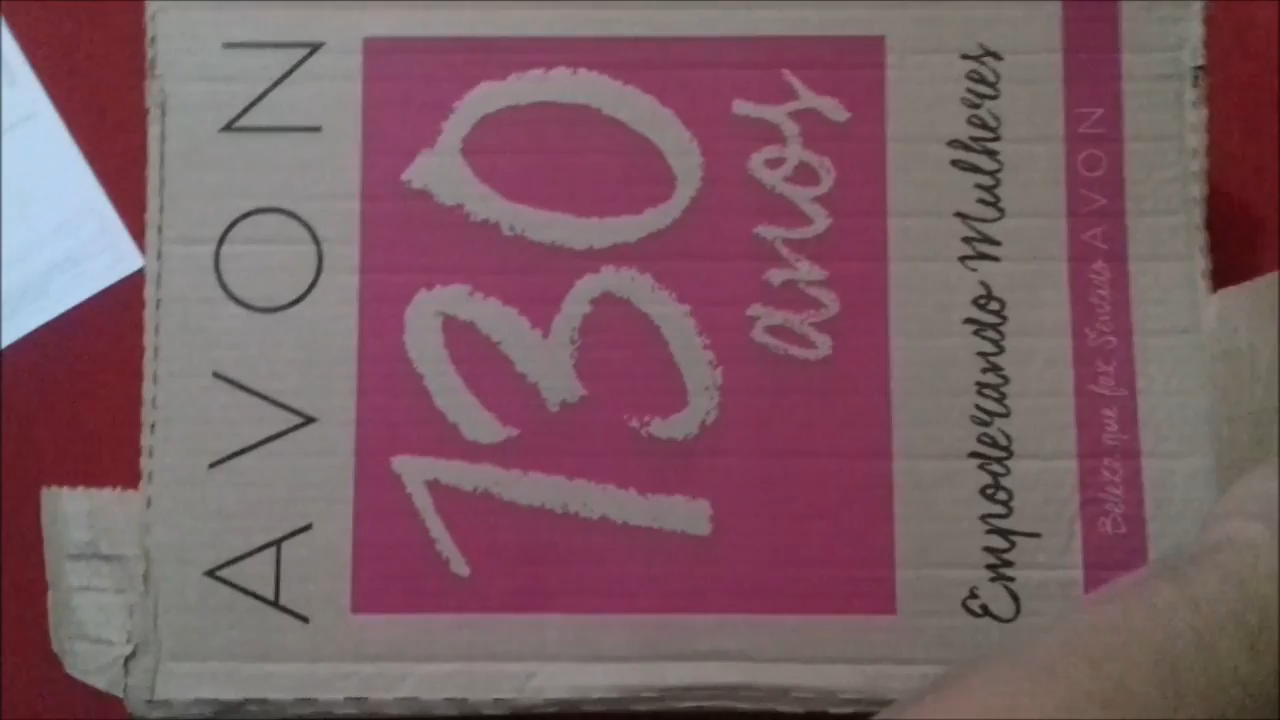 AVON
130
anos
Empoderando Mulheres
Beleza que faz sentido AVON